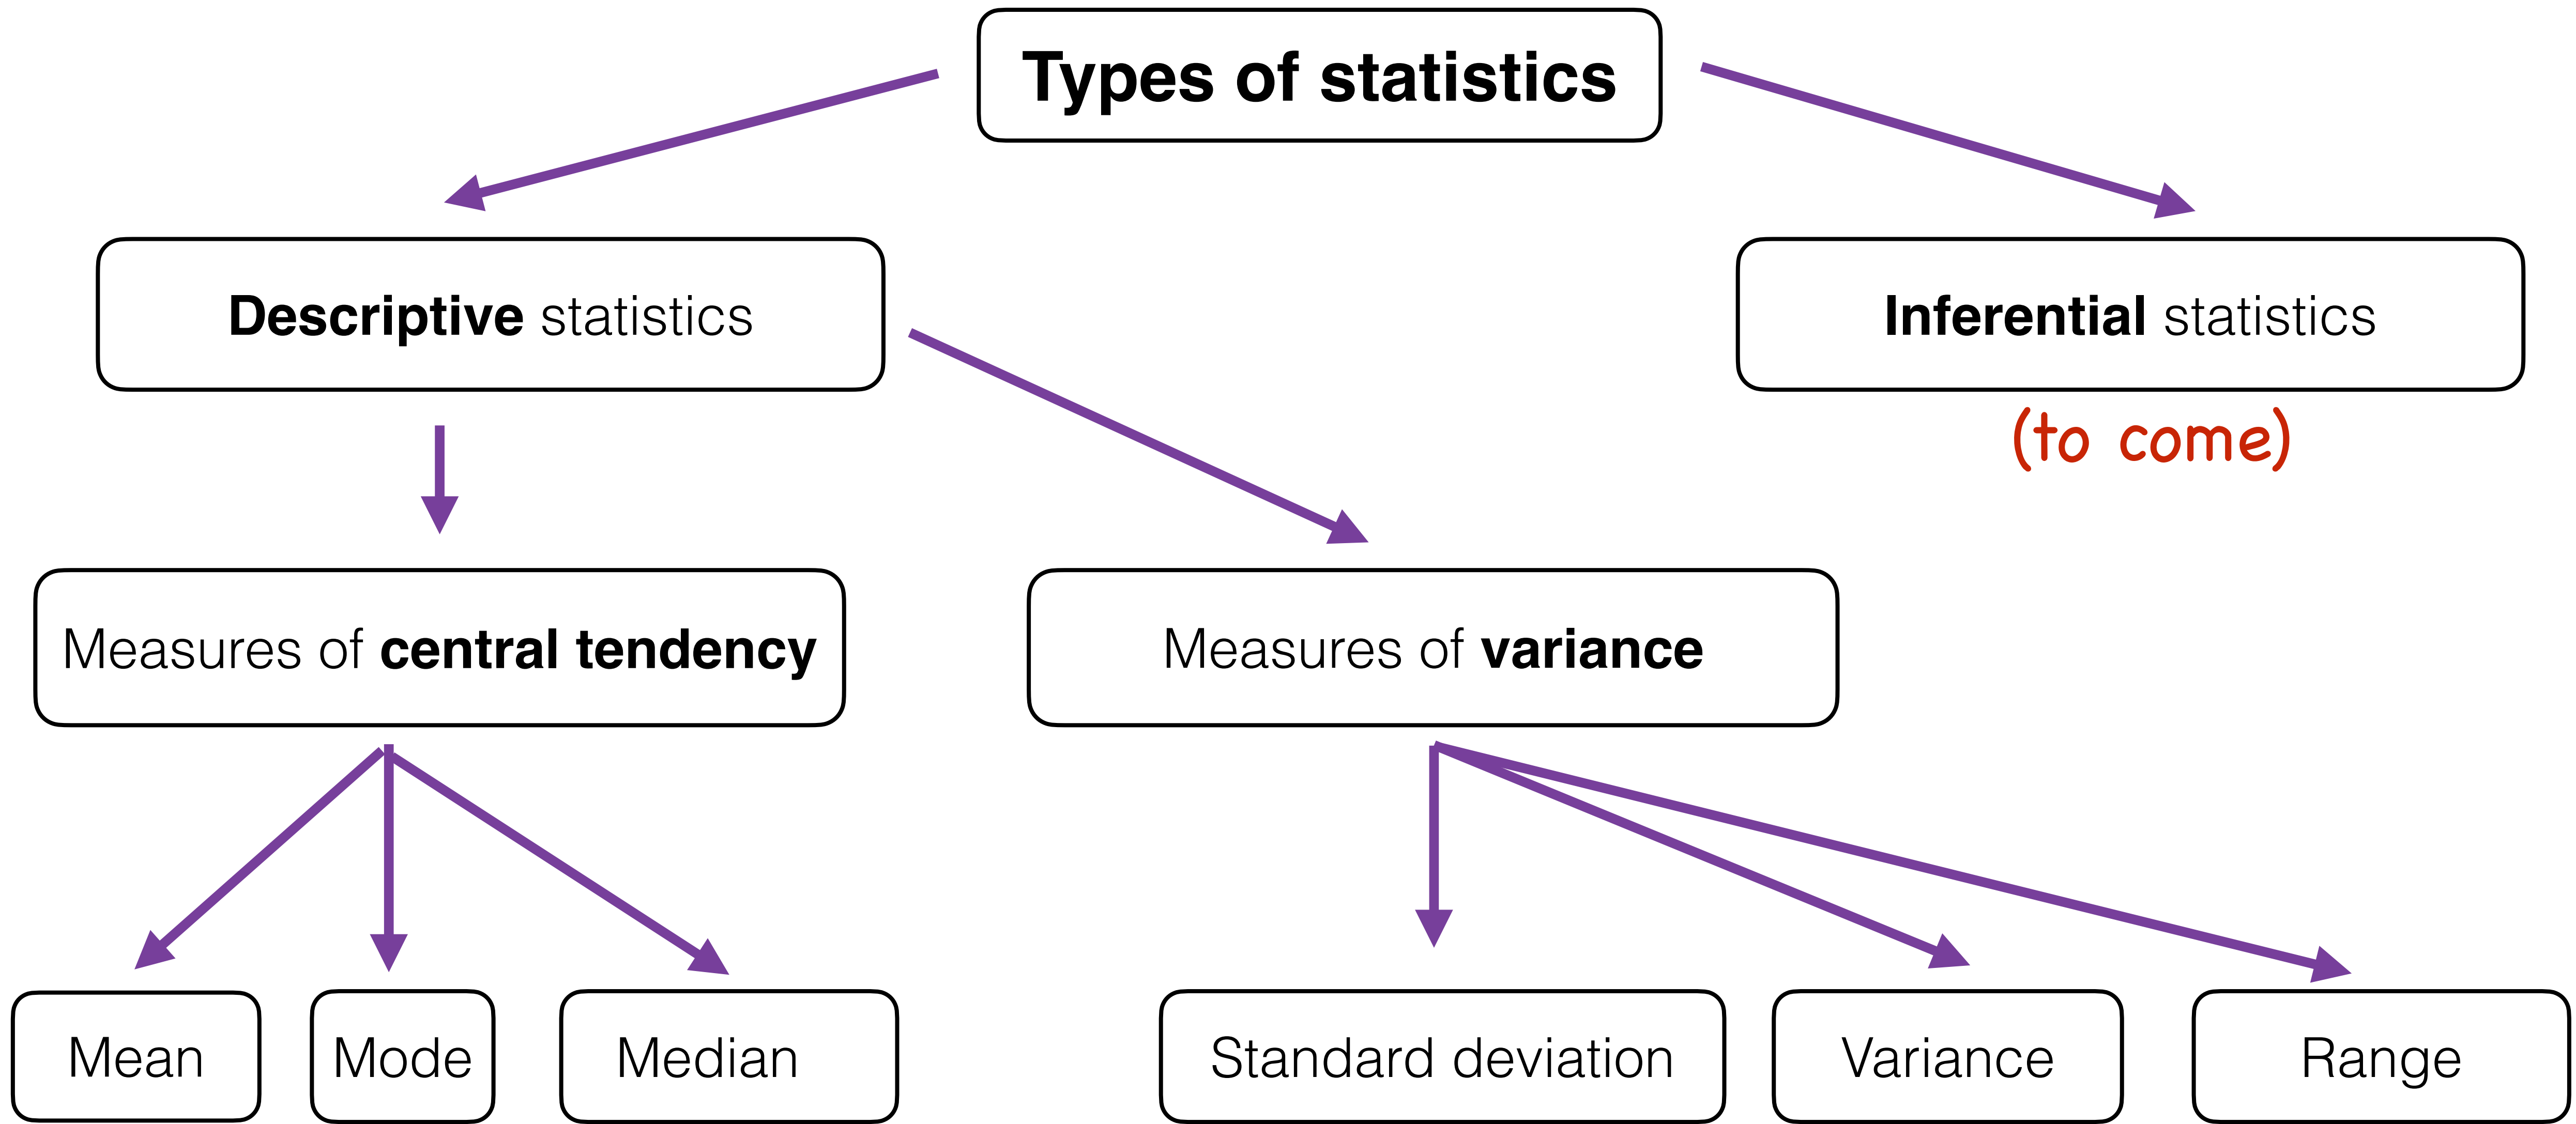 Types of statistics
Descriptive statistics
Inferential statistics
(to come)
Measures of central tendency
Measures of variance
Mean
Mode
Median
Standard deviation
Variance
Range